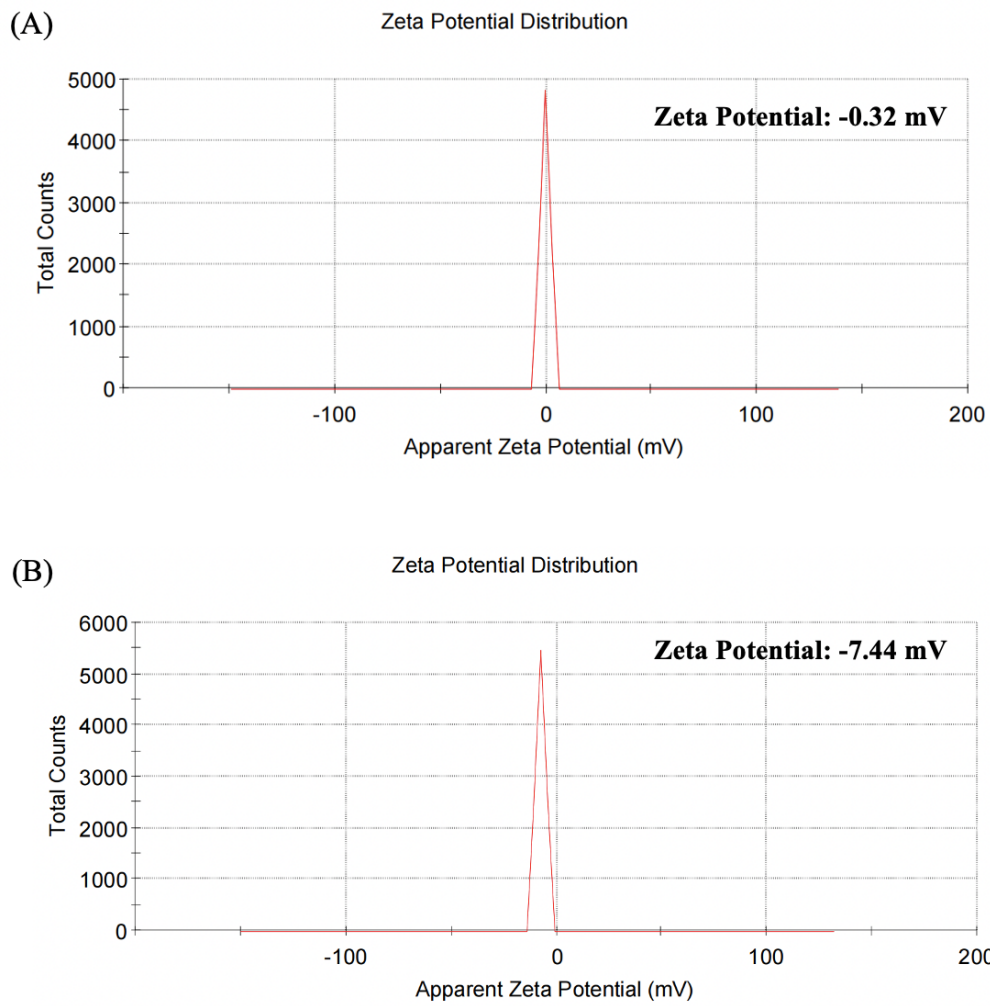 (A)
Zeta Potential Distribution
Zeta Potential: -0.32 mV
5000
4000
3000
2000
1000
0
Total Counts
-100 0 100 200
Apparent Zeta Potential (mV)
(B)
Zeta Potential Distribution
Zeta Potential: -7.44 mV
6000
5000
4000
3000
2000
1000
0
Total Counts
-100 0 100 200
Apparent Zeta Potential (mV)